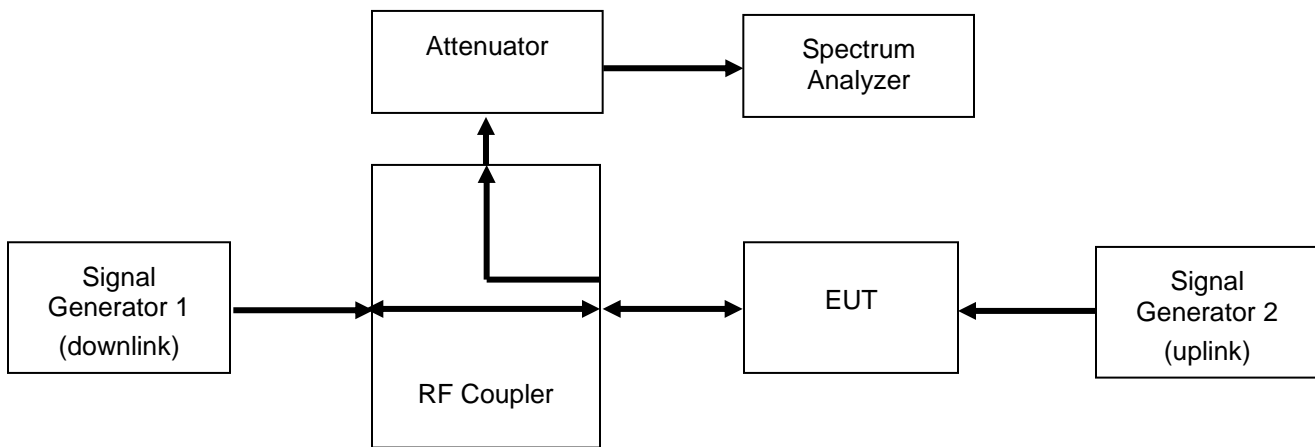 Attenuator
Spectrum
Analyzer
Signal
Generator 1
(downlink)
RF Coupler
EUT
Signal
Generator 2
(uplink)